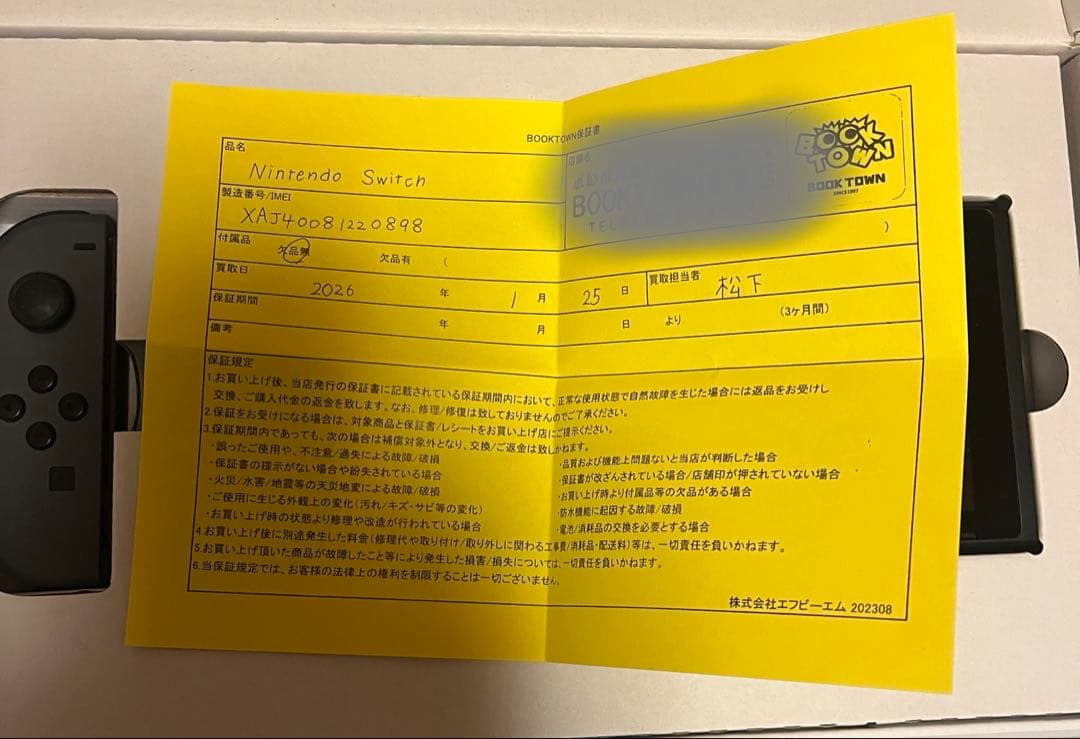 BOOKTOWN保証書
品名
Nintendo Switch
店舗名
BOOK
TEL
BOOK TOWN
BOOK TOWN
SINCE 1997
製造番号/IMEI
XAJ40081220898
付属品
欠品無 欠品有 ( )
買取日
2026 年 1 月 25 日
買取担当者
松下
保証期間
年 月 日 より (3ヶ月間)
備考
保証規定
1.お買い上げ後、当店発行の保証書に記載されている保証期間内において、正常な使用状態で自然故障を生じた場合には返品をお受けし
交換、ご購入代金の返金を致します。なお、修理/修復は致しておりませんのでご了承ください。
2.保証をお受けになる場合は、対象商品と保証書/レシートをお買い上げ店にご提示ください。
3.保証期間内であっても、次の場合は補償対象外となり、交換/ご返金は致しかねます。
・誤ったご使用や、不注意/過失による故障/破損
・保証書の提示がない場合や紛失されている場合
・火災/水害/地震等の天災地変による故障/破損
・ご使用に生じる外観上の変化(汚れ/キズ・サビ等の変化)
・お買い上げ時の状態より修理や改造が行われている場合
・品質および機能上問題ないと当店が判断した場合
・保証書が改ざんされている場合/店舗印が押されていない場合
・お買い上げ時より付属品等の欠品がある場合
・防水機能に起因する故障/破損
・電池/消耗品の交換を必要とする場合
4.お買い上げ後に別途発生した料金(修理代や取り付け/取り外しに関わる工事費/消耗品・配送料)等は、一切責任を負いかねます。
5.お買い上げ頂いた商品が故障したこと等により発生した損害/損失については、一切責任を負いかねます。
6.当保証規定では、お客様の法律上の権利を制限することは一切ございません。
株式会社エフビーエム 202308